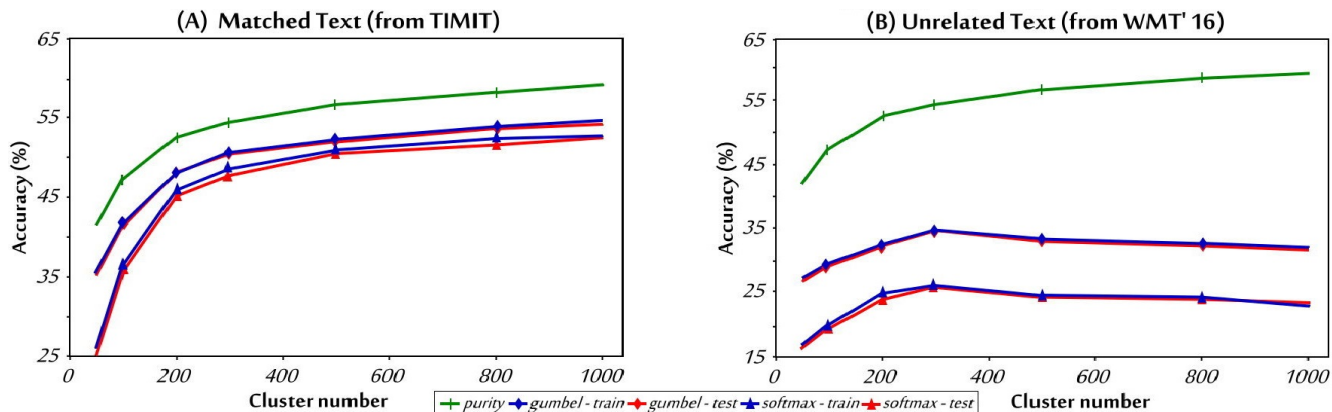 (A) Matched Text (from TIMIT)
65
55
45
35
25
Accuracy (%)
0 200 400 600 800 1000
Cluster number
(B) Unrelated Text (from WMT' 16)
65
55
45
35
25
15
Accuracy (%)
0 200 400 600 800 1000
Cluster number
purity gumbel - train gumbel - test softmax - train softmax - test